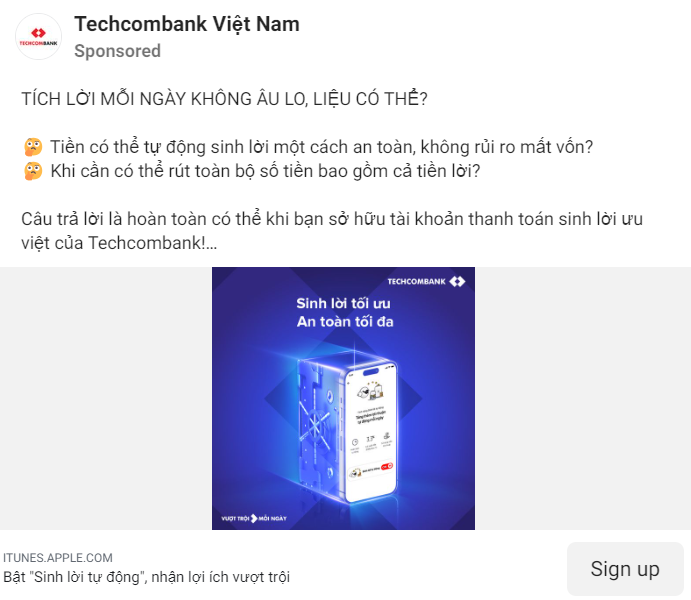 Techcombank Việt Nam
TECHCOMBANK
Sponsored
TÍCH LỜI MỖI NGÀY KHÔNG ÂU LO, LIỆU CÓ THỂ?
Tiền có thể tự động sinh lời một cách an toàn, không rủi ro mất vốn?
Khi cần có thể rút toàn bộ số tiền bao gồm cả tiền lời?
Câu trả lời là hoàn toàn có thể khi bạn sở hữu tài khoản thanh toán sinh lời ưu
việt của Techcombank!...
TECHCOMBANK
Sinh lời tối ưu
An toàn tối đa
VƯỢT TRỘI MỖI NGÀY
ITUNES.APPLE.COM
Bật "Sinh lời tự động", nhận lợi ích vượt trội
Sign up